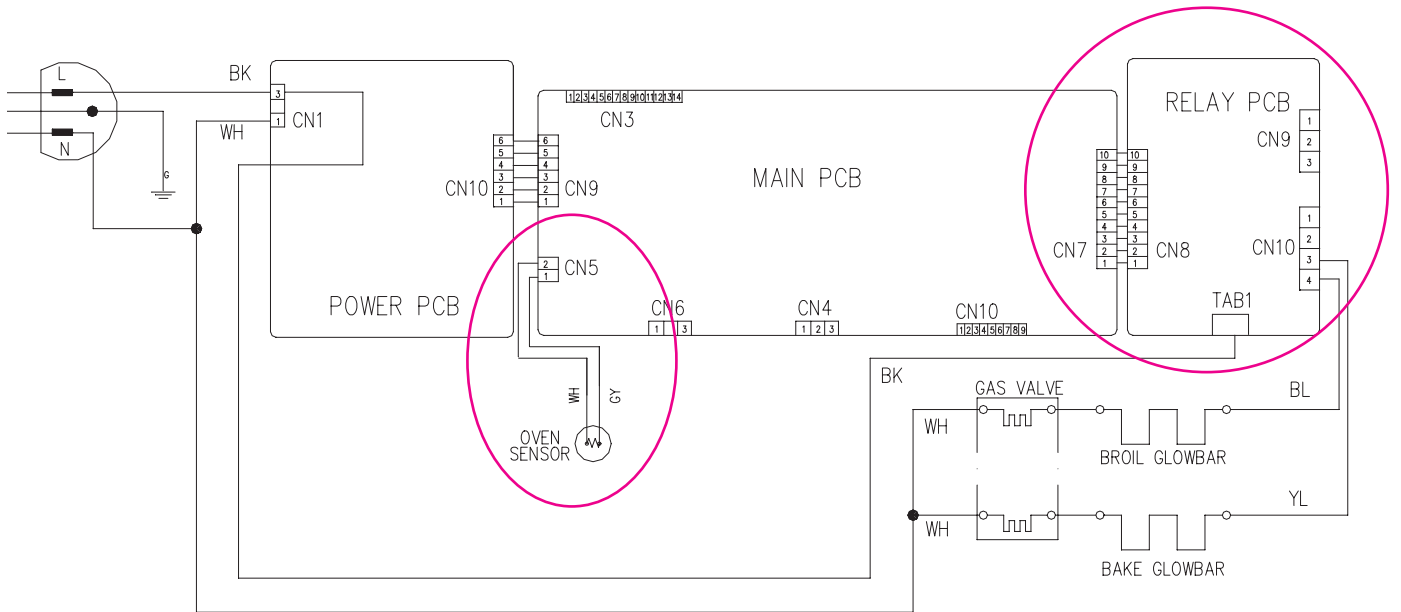 L
BK
3
CN1
1
WH
N
G
POWER PCB
6
5
4
3
2
1
CN10
6
5
4
3
2
1
CN9
1 2 3 4 5 6 7 8 9 10 11 12 13 14
CN3
MAIN PCB
2
1
CN5
WH
GY
OVEN
SENSOR
CN6
1 3
CN4
1 2 3
CN10
1 2 3 4 5 6 7 8 9
10
9
8
7
6
5
4
3
2
1
CN7
10
9
8
7
6
5
4
3
2
1
CN8
RELAY PCB
1
2
3
CN9
1
2
3
4
CN10
TAB1
BK
GAS VALVE
WH
BL
BROIL GLOWBAR
WH
YL
BAKE GLOWBAR